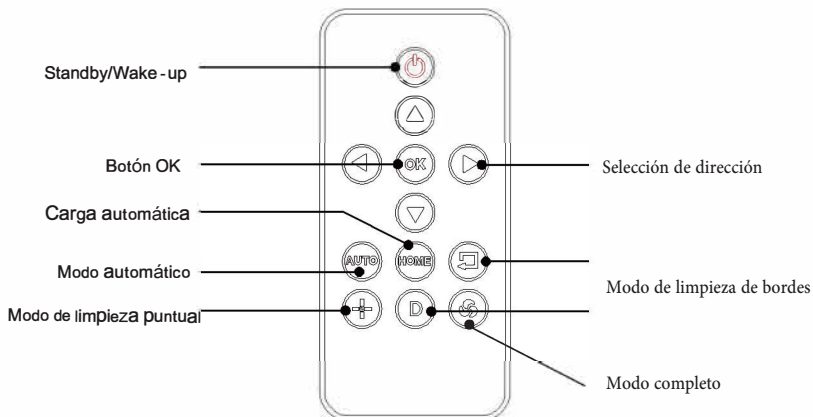 Standby/Wake-up
Botón OK
OK
Selección de dirección
Carga automática
AUTO
HOME
Modo automático
Modo de limpieza de bordes
Modo de limpieza puntual
D
Modo completo